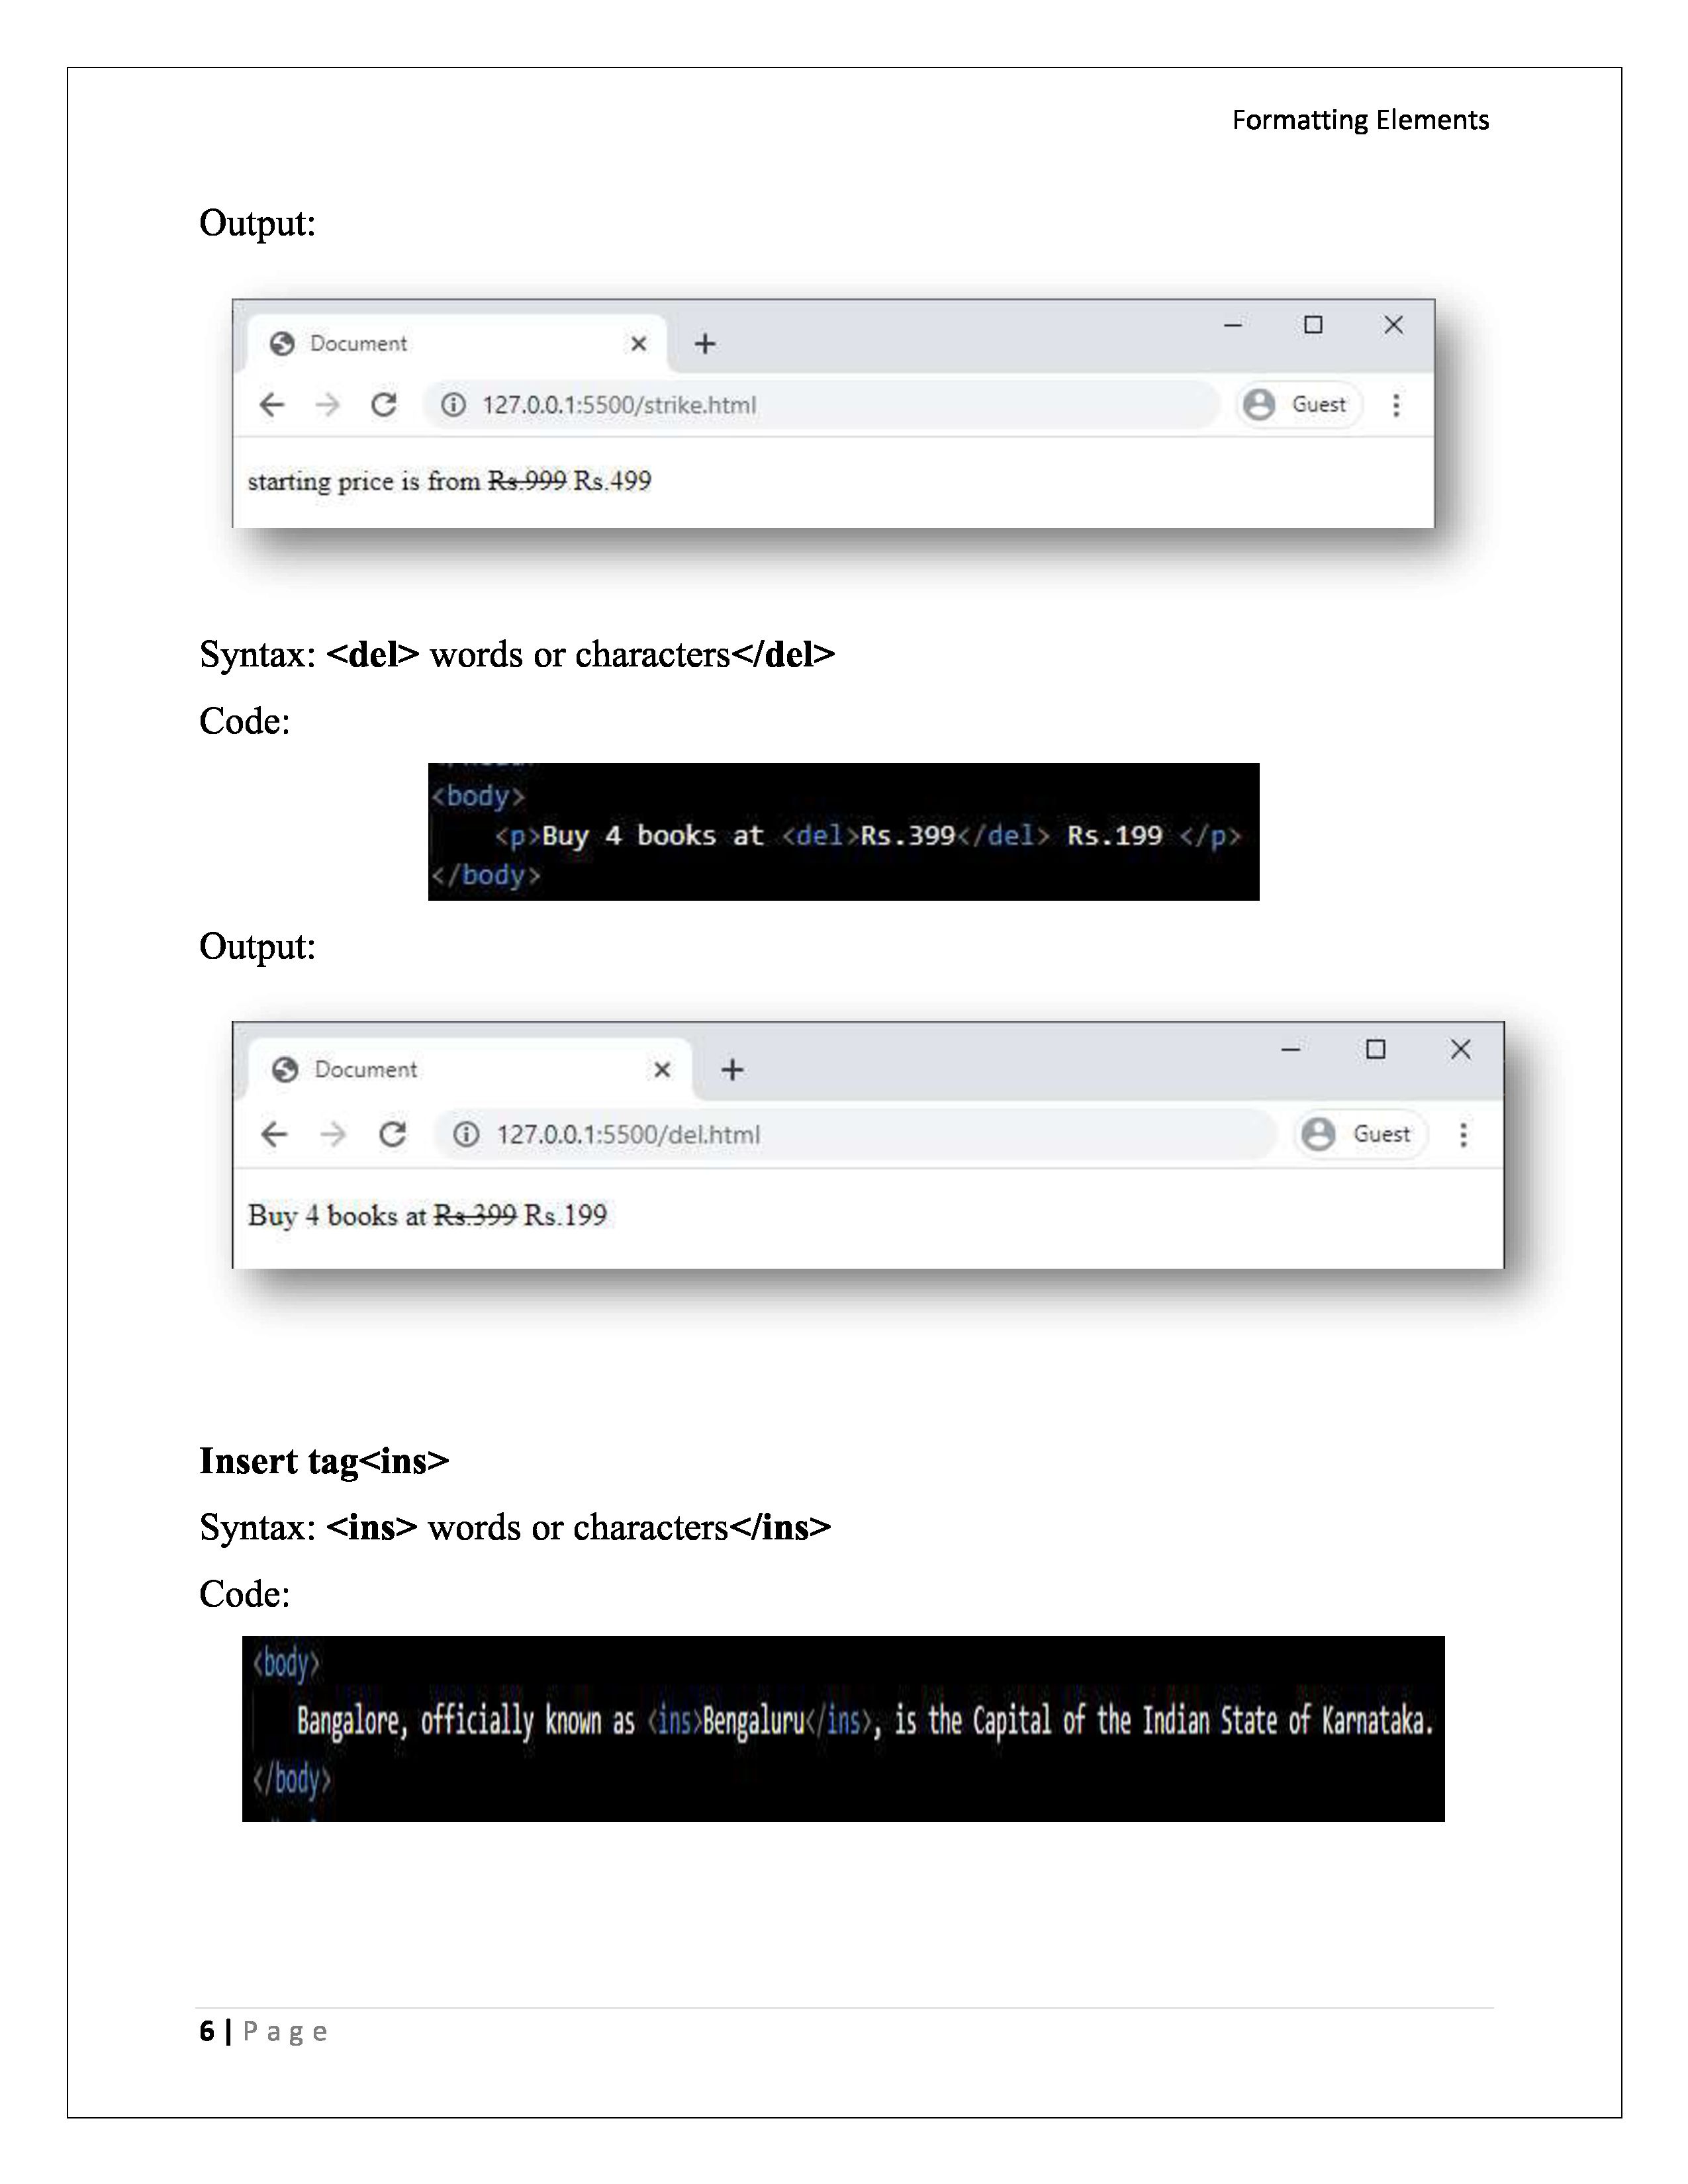 Formatting Elements
Output:
Document
127.0.0.1:5500/strike.html
Guest
starting price is from Rs.999 Rs.499
Syntax: <del> words or characters</del>
Code:
<body>
<p>Buy 4 books at <del>Rs.399</del> Rs.199 </p>
</body>
Output:
Document
127.0.0.1:5500/del.html
Guest
Buy 4 books at Rs.399 Rs.199
Insert tag<ins>
Syntax: <ins> words or characters</ins>
Code:
<body>
Bangalore, officially known as <ins>Bengaluru</ins>, is the Capital of the Indian State of Karnataka.
</body>
6 | Page